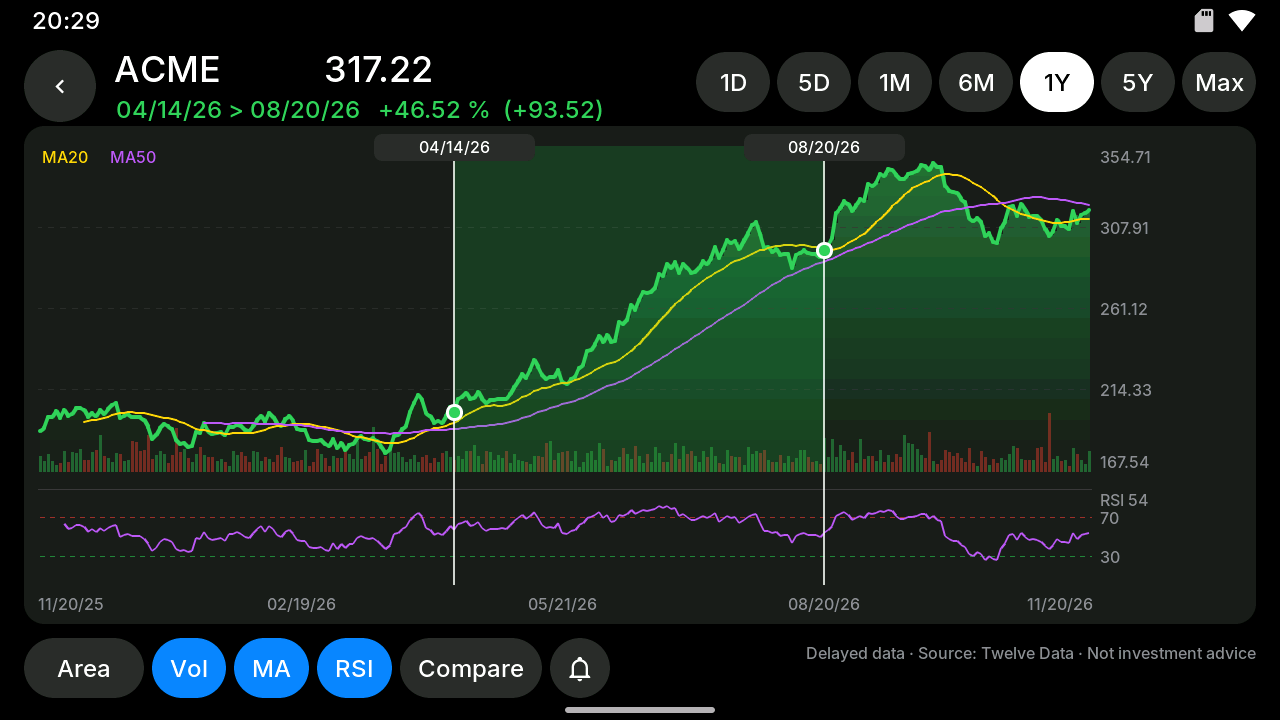 20:29
ACME 317.22
04/14/26 > 08/20/26 +46.52 % (+93.52)
1D 5D 1M 6M 1Y 5Y Max
04/14/26 08/20/26
MA20 MA50
354.71
307.91
261.12
214.33
167.54
RSI 54
70
30
11/20/25 02/19/26 05/21/26 08/20/26 11/20/26
Area Vol MA RSI Compare
Delayed data · Source: Twelve Data · Not investment advice